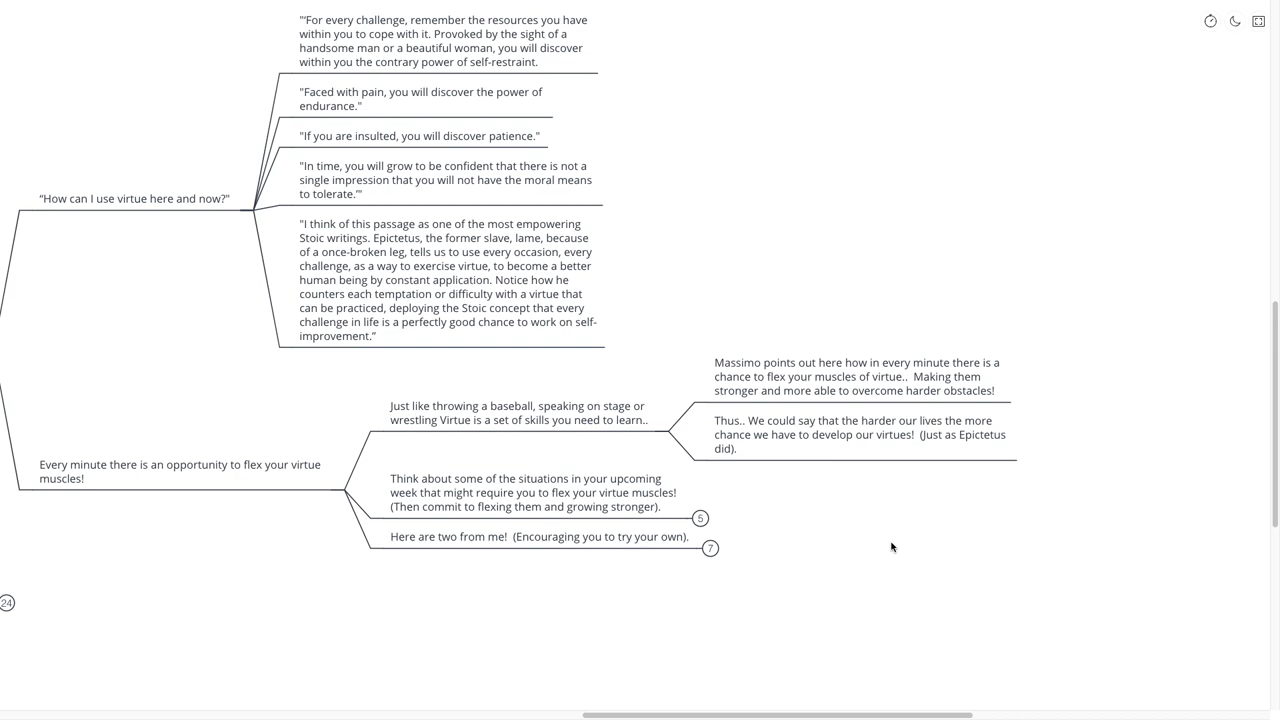 "‘For every challenge, remember the resources you have
within you to cope with it. Provoked by the sight of a
handsome man or a beautiful woman, you will discover
within you the contrary power of self-restraint.
"Faced with pain, you will discover the power of
endurance."
"If you are insulted, you will discover patience."
"In time, you will grow to be confident that there is not a
single impression that you will not have the moral means
to tolerate.’"
“How can I use virtue here and now?"
"I think of this passage as one of the most empowering
Stoic writings. Epictetus, the former slave, lame, because
of a once-broken leg, tells us to use every occasion, every
challenge, as a way to exercise virtue, to become a better
human being by constant application. Notice how he
counters each temptation or difficulty with a virtue that
can be practiced, deploying the Stoic concept that every
challenge in life is a perfectly good chance to work on self-
improvement.”
Massimo points out here how in every minute there is a
chance to flex your muscles of virtue..  Making them
stronger and more able to overcome harder obstacles!
Just like throwing a baseball, speaking on stage or
wrestling Virtue is a set of skills you need to learn..
Thus.. We could say that the harder our lives the more
chance we have to develop our virtues!  (Just as Epictetus
did).
Every minute there is an opportunity to flex your virtue
muscles!
Think about some of the situations in your upcoming
week that might require you to flex your virtue muscles!
(Then commit to flexing them and growing stronger).
5
Here are two from me!  (Encouraging you to try your own).
7
24